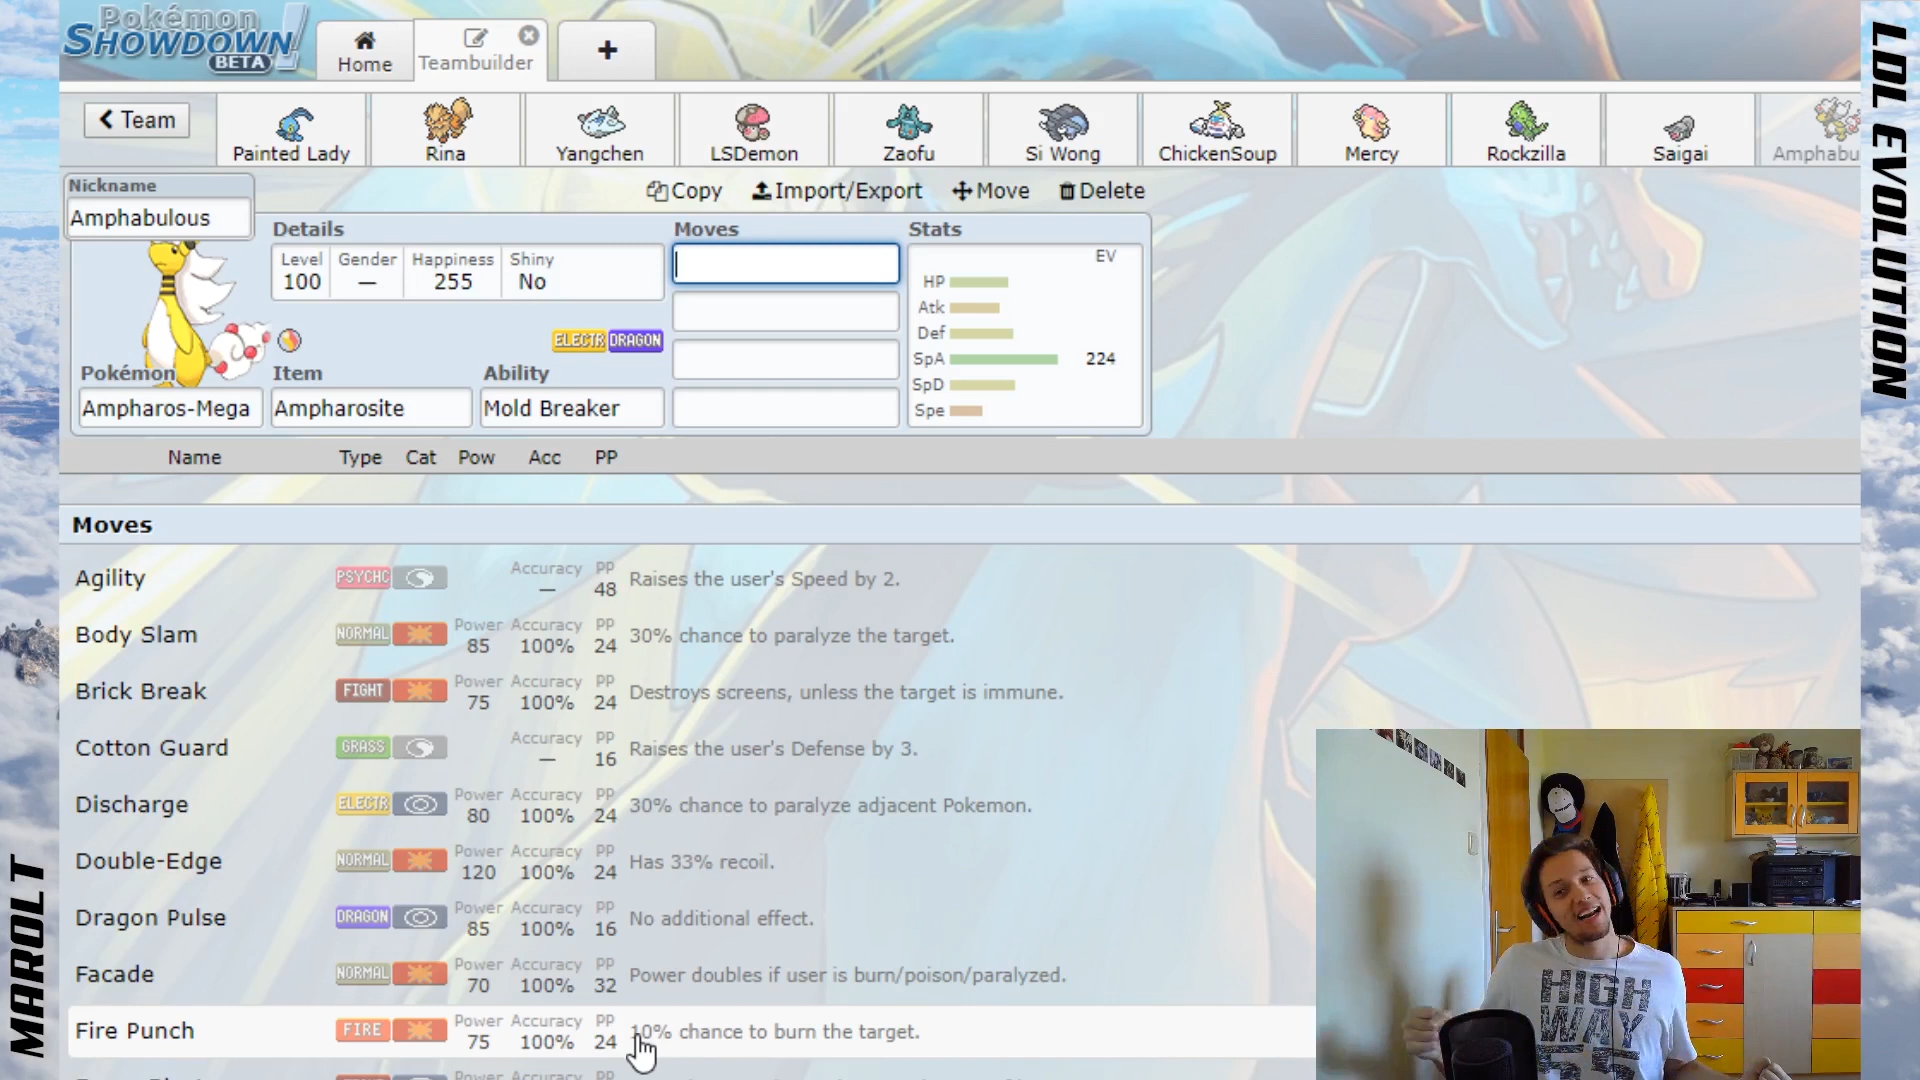 Pokémon
SHOWDOWN!
BETA
Home
Teambuilder
+
Team
Painted Lady
Rina
Yangchen
LSDemon
Zaofu
Si Wong
ChickenSoup
Mercy
Rockzilla
Saigai
Amphabu
Nickname
Amphabulous
Copy
Import/Export
Move
Delete
Details
Level
100
Gender
—
Happiness
255
Shiny
No
ELECTR DRAGON
Pokémon
Ampharos-Mega
Item
Ampharosite
Ability
Mold Breaker
Moves
Stats
EV
HP
Atk
Def
SpA 224
SpD
Spe
Name Type Cat Pow Acc PP
Moves
Agility PSYCHC Accuracy — PP 48 Raises the user's Speed by 2.
Body Slam NORMAL Power 85 Accuracy 100% PP 24 30% chance to paralyze the target.
Brick Break FIGHT Power 75 Accuracy 100% PP 24 Destroys screens, unless the target is immune.
Cotton Guard GRASS Accuracy — PP 16 Raises the user's Defense by 3.
Discharge ELECTR Power 80 Accuracy 100% PP 24 30% chance to paralyze adjacent Pokemon.
Double-Edge NORMAL Power 120 Accuracy 100% PP 24 Has 33% recoil.
Dragon Pulse DRAGON Power 85 Accuracy 100% PP 16 No additional effect.
Facade NORMAL Power 70 Accuracy 100% PP 32 Power doubles if user is burn/poison/paralyzed.
Fire Punch FIRE Power 75 Accuracy 100% PP 24 10% chance to burn the target.
Power Accuracy PP
LDL EVOLUTION
MAROLT
HIGH
WAY
55